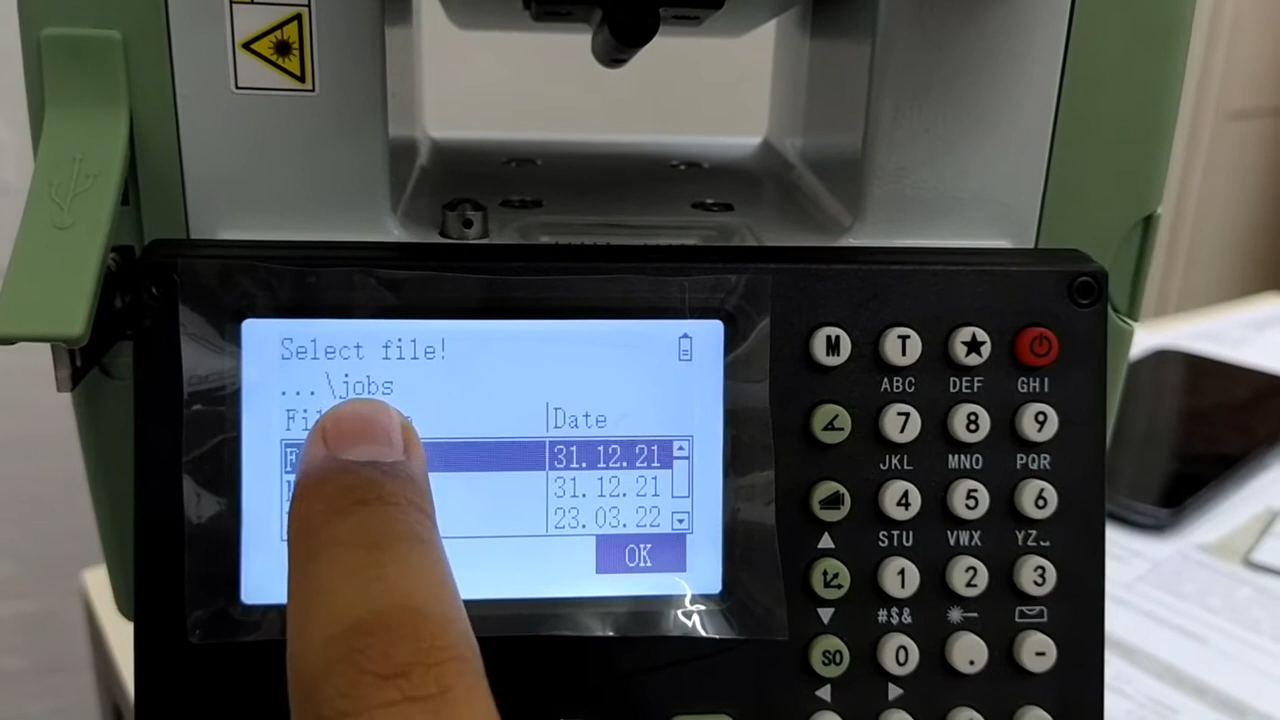 Select file!
...\jobs
Date
31.12.21
31.12.21
23.03.22
OK
M T
ABC DEF GHI
7 8 9
JKL MNO PQR
4 5 6
STU VWX YZ
1 2 3
#$&
SO 0 . -